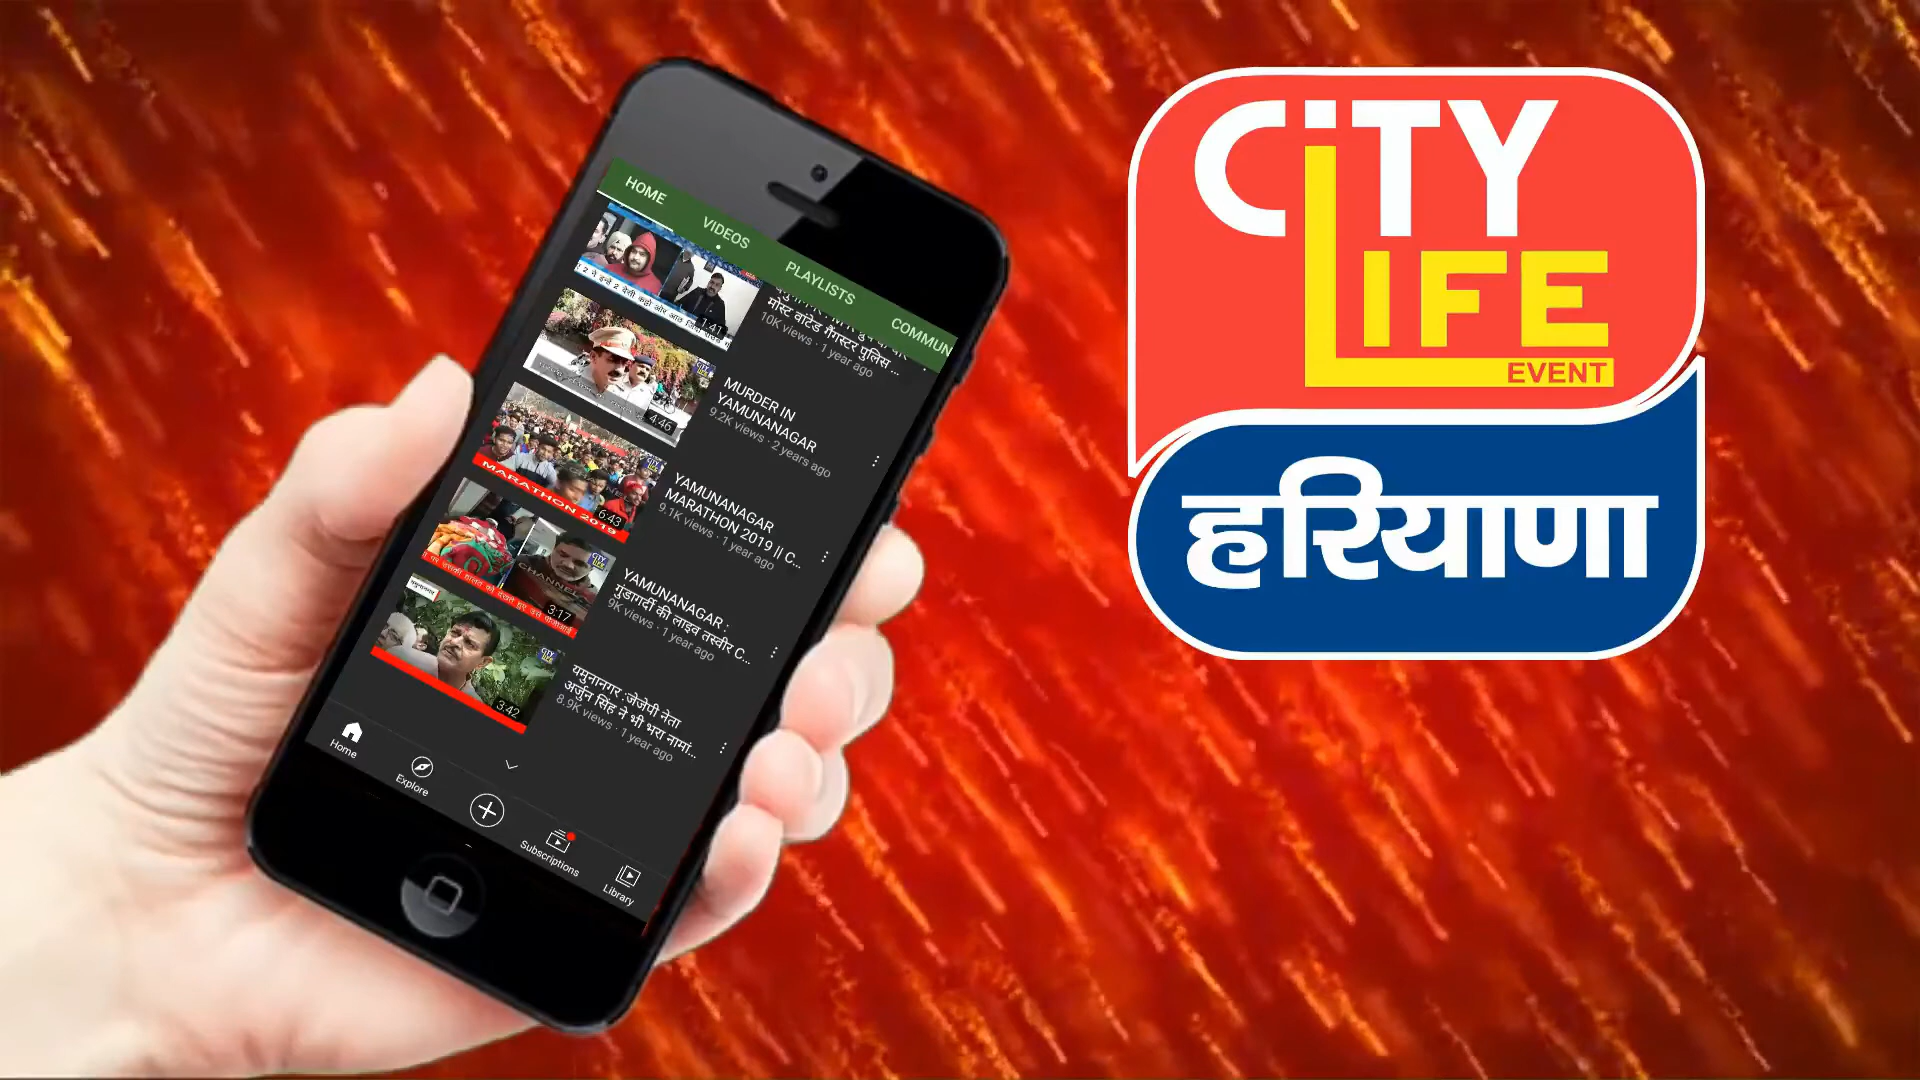 HOME
VIDEOS
PLAYLISTS
COMMUN
मोस्ट वांटेड गैंगस्टर पुलिस ...
10K views · 1 year ago
1:41
MURDER IN
YAMUNANAGAR
9.2K views · 2 years ago
4:46
YAMUNANAGAR
MARATHON 2019 || C...
9.1K views · 1 year ago
MARATHON 2019
6:43
YAMUNANAGAR :
गुंडागर्दी की लाइव तस्वीर C...
9K views · 1 year ago
CHANNEL
3:17
यमुनानगर
यमुनानगर :जेजेपी नेता
अर्जुन सिंह ने भी भरा नामां...
8.9K views · 1 year ago
3:42
Home
Explore
Subscriptions
Library
CiTY
LIFE
EVENT
हरियाणा